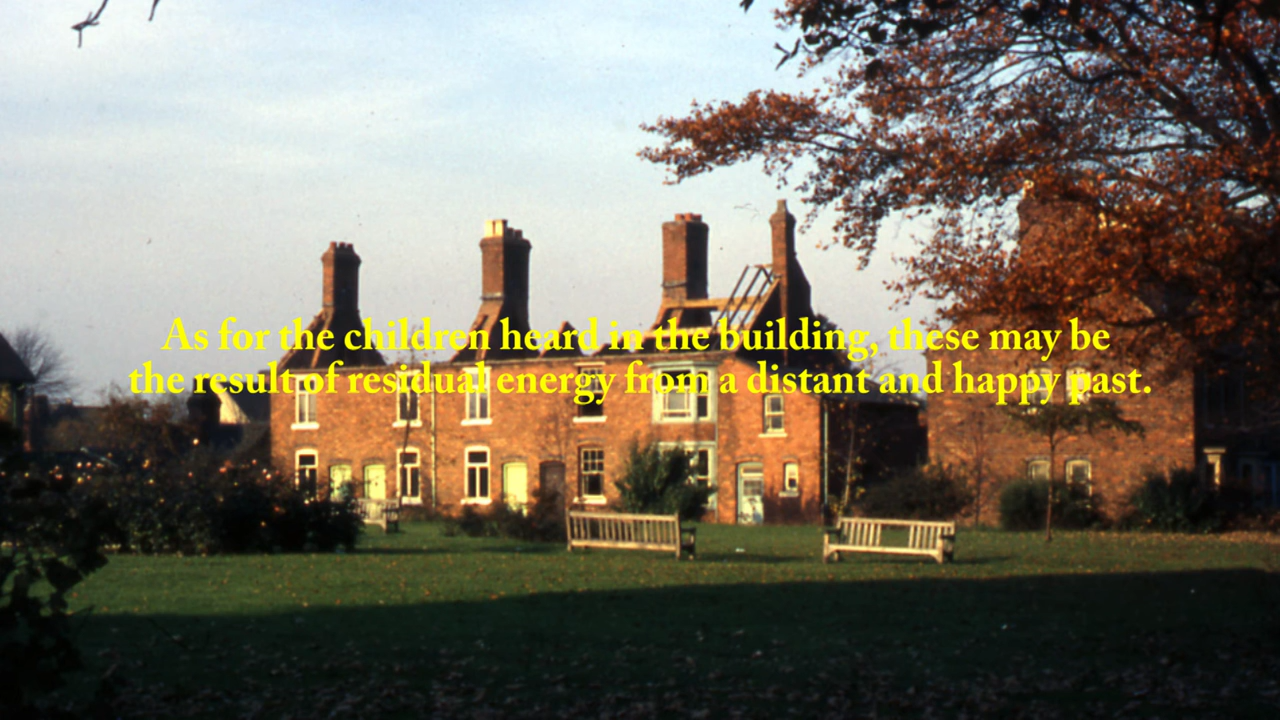 As for the children heard in the building, these may be
the result of residual energy from a distant and happy past.